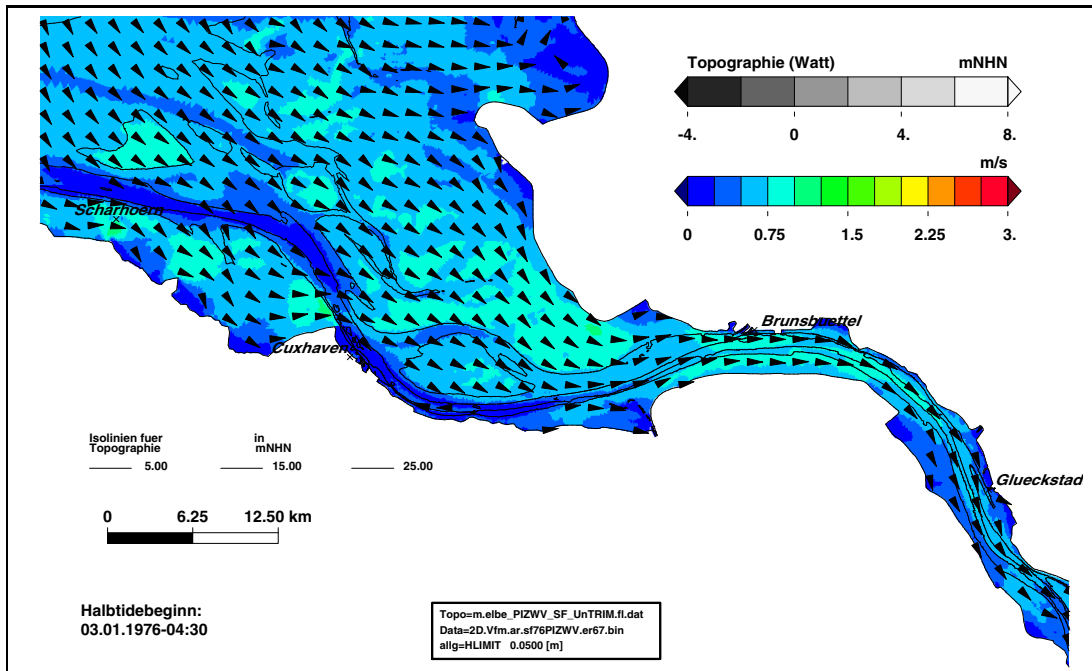 Topographie (Watt) mNHN
-4. 0 4. 8.
m/s
0 0.75 1.5 2.25 3.
Scharhoern
Brunsbuettel
Cuxhaven
Isolinien fuer in
Topographie mNHN
5.00 15.00 25.00
Glueckstad
0 6.25 12.50 km
Halbtidebeginn:
03.01.1976-04:30
Topo=m.elbe_PIZWV_SF_UnTRIM.fl.dat
Data=2D.Vfm.ar.sf76PIZWV.er67.bin
allg=HLIMIT 0.0500 [m]